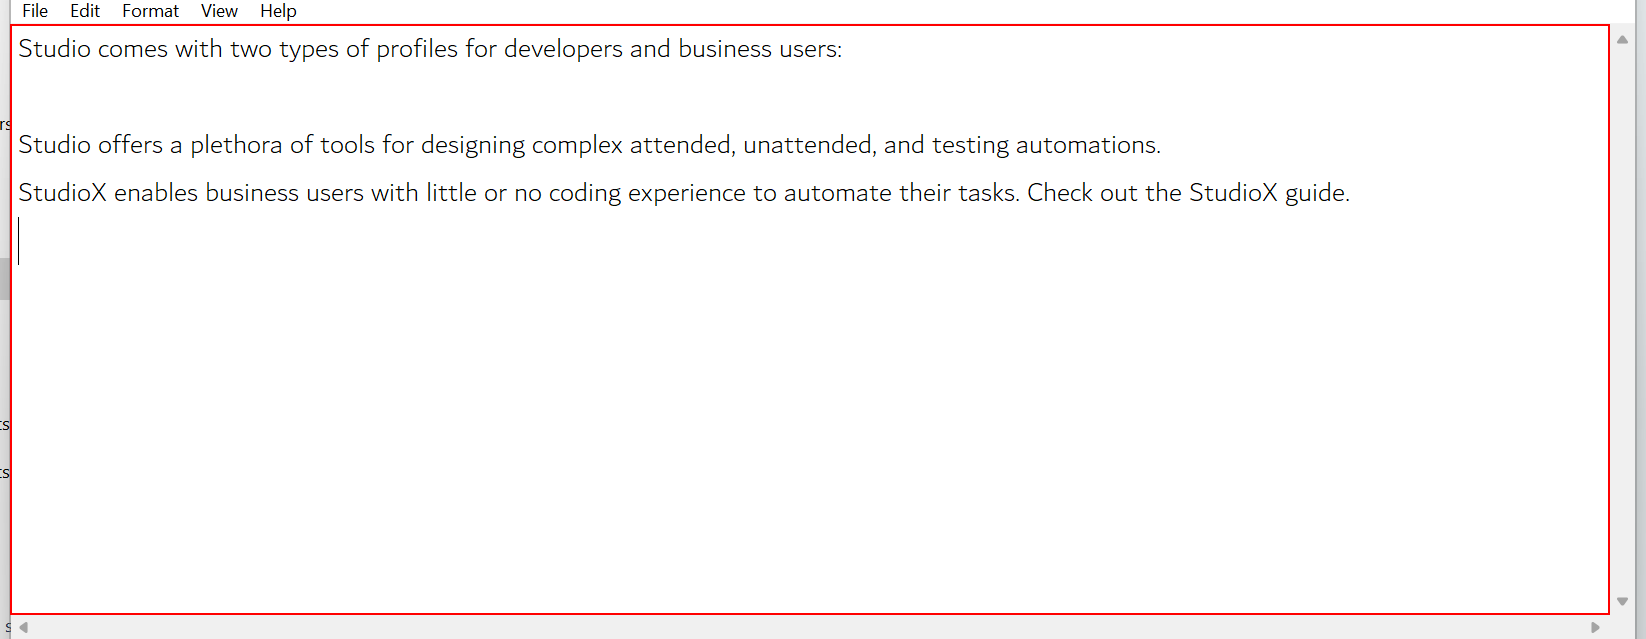 File Edit Format View Help
Studio comes with two types of profiles for developers and business users:
Studio offers a plethora of tools for designing complex attended, unattended, and testing automations.
StudioX enables business users with little or no coding experience to automate their tasks. Check out the StudioX guide.